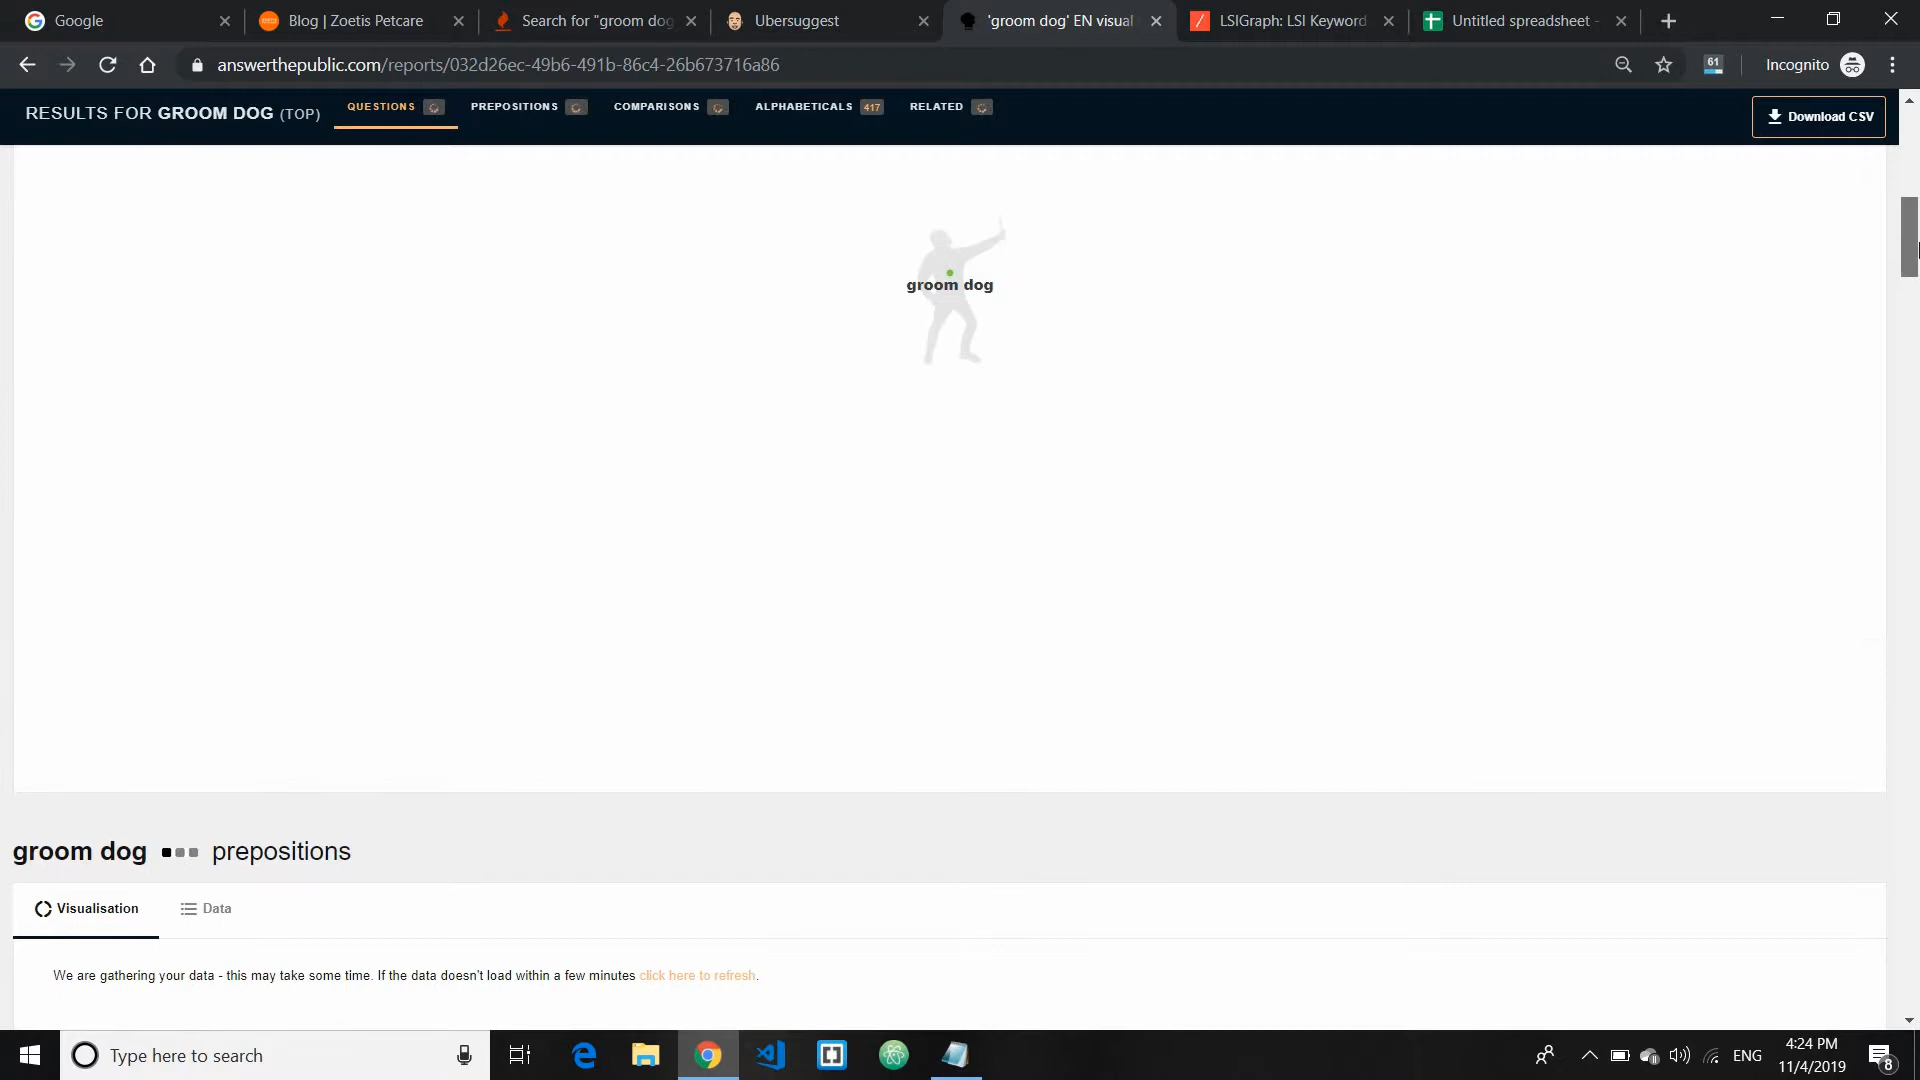 Google
Blog | Zoetis Petcare
Search for "groom dog
Ubersuggest
'groom dog' EN visual
LSIGraph: LSI Keyword
Untitled spreadsheet -
answerthepublic.com/reports/032d26ec-49b6-491b-86c4-26b673716a86
61
Incognito
RESULTS FOR GROOM DOG (TOP)
QUESTIONS
PREPOSITIONS
COMPARISONS
ALPHABETICALS 417
RELATED
Download CSV
groom dog
groom dog prepositions
Visualisation
Data
We are gathering your data - this may take some time. If the data doesn't load within a few minutes click here to refresh.
Type here to search
ENG
4:24 PM
11/4/2019
8